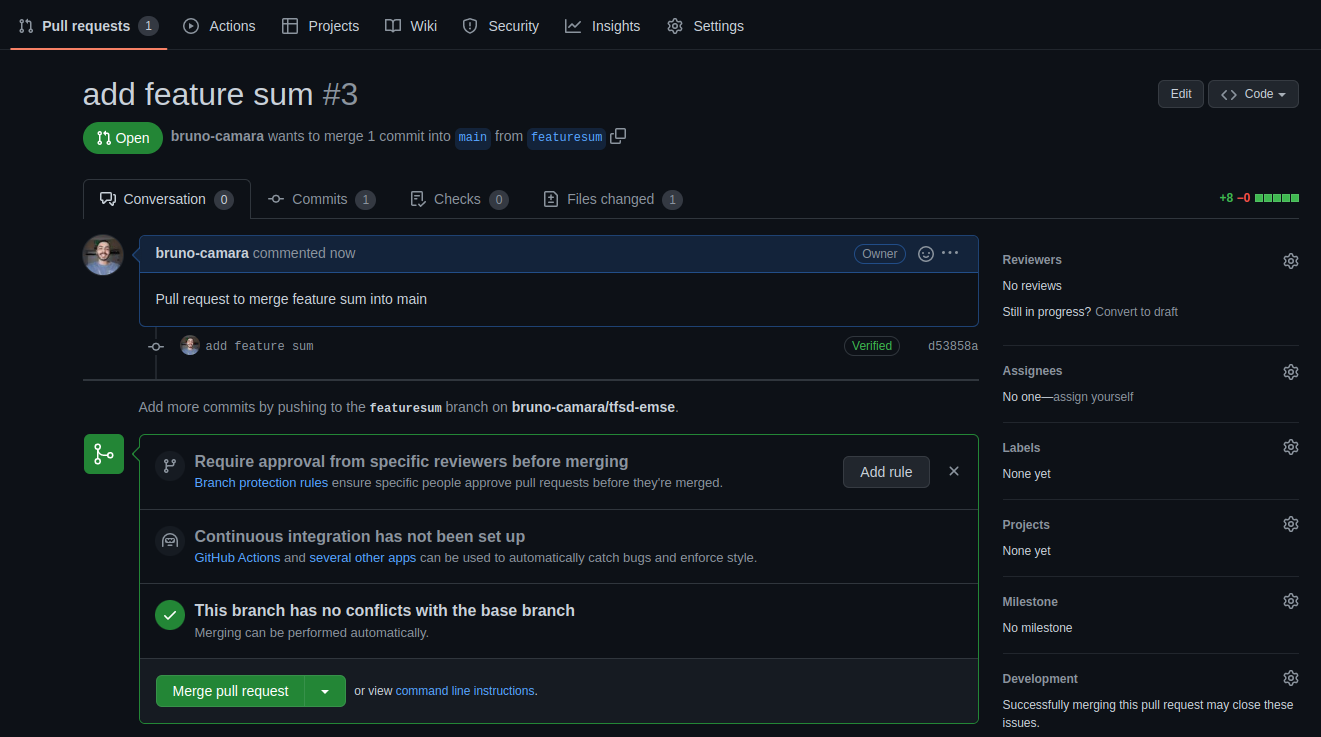 Pull requests 1 Actions Projects Wiki Security Insights Settings
add feature sum #3
Edit Code
Open bruno-camara wants to merge 1 commit into main from featuresum
Conversation 0 Commits 1 Checks 0 Files changed 1
+8 −0
bruno-camara commented now Owner
Pull request to merge feature sum into main
add feature sum Verified d53858a
Add more commits by pushing to the featuresum branch on bruno-camara/tfsd-emse.
Require approval from specific reviewers before merging
Branch protection rules ensure specific people approve pull requests before they're merged.
Add rule
Continuous integration has not been set up
GitHub Actions and several other apps can be used to automatically catch bugs and enforce style.
This branch has no conflicts with the base branch
Merging can be performed automatically.
Merge pull request or view command line instructions.
Reviewers
No reviews
Still in progress? Convert to draft
Assignees
No one—assign yourself
Labels
None yet
Projects
None yet
Milestone
No milestone
Development
Successfully merging this pull request may close these
issues.